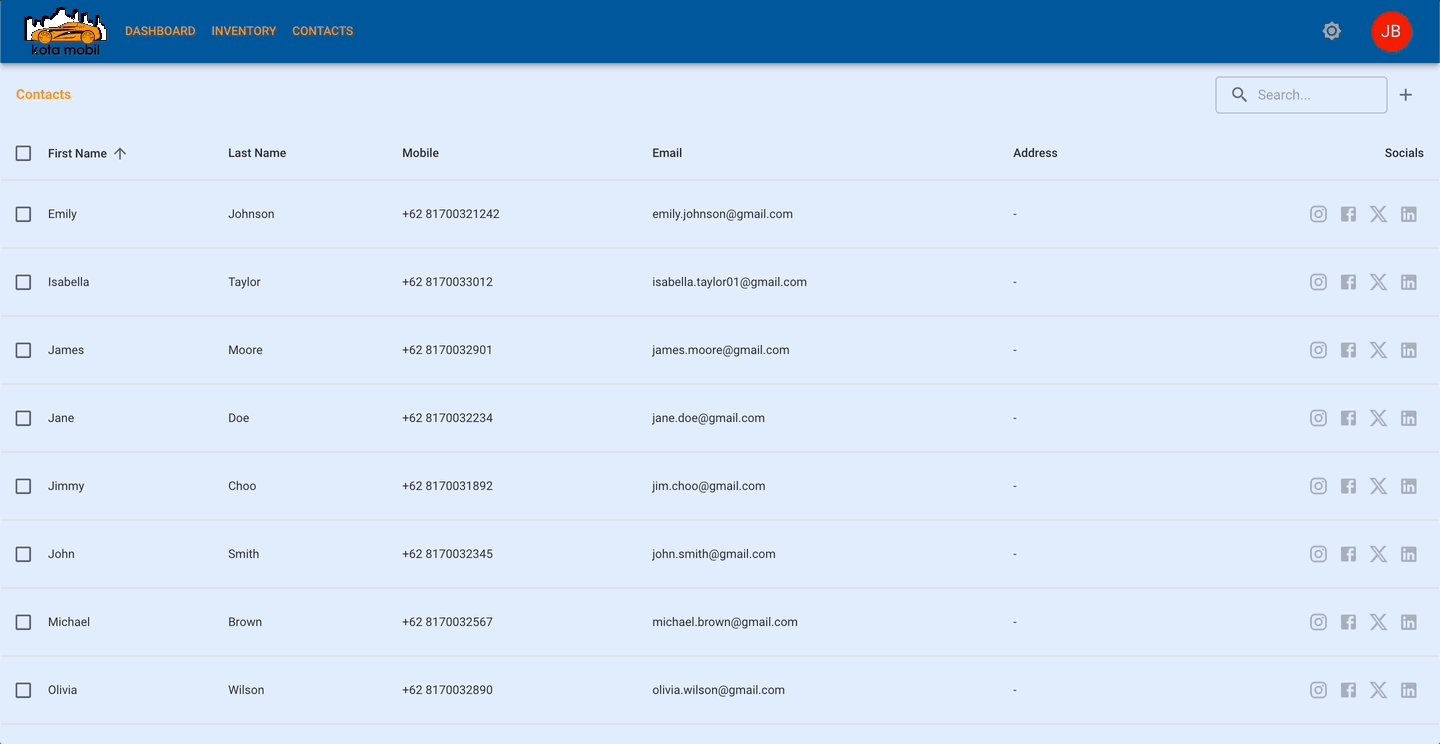 kota mobil
DASHBOARD INVENTORY CONTACTS JB
Contacts Search...
First Name Last Name Mobile Email Address Socials
Emily Johnson +62 81700321242 emily.johnson@gmail.com -
Isabella Taylor +62 8170033012 isabella.taylor01@gmail.com -
James Moore +62 8170032901 james.moore@gmail.com -
Jane Doe +62 8170032234 jane.doe@gmail.com -
Jimmy Choo +62 8170031892 jim.choo@gmail.com -
John Smith +62 8170032345 john.smith@gmail.com -
Michael Brown +62 8170032567 michael.brown@gmail.com -
Olivia Wilson +62 8170032890 olivia.wilson@gmail.com -